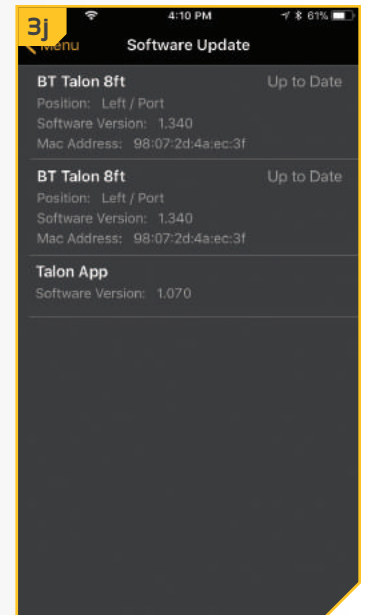 3j
4:10 PM
61%
Menu
Software Update
BT Talon 8ft
Up to Date
Position: Left / Port
Software Version: 1.340
Mac Address: 98:07:2d:4a:ec:3f
BT Talon 8ft
Up to Date
Position: Left / Port
Software Version: 1.340
Mac Address: 98:07:2d:4a:ec:3f
Talon App
Software Version: 1.070